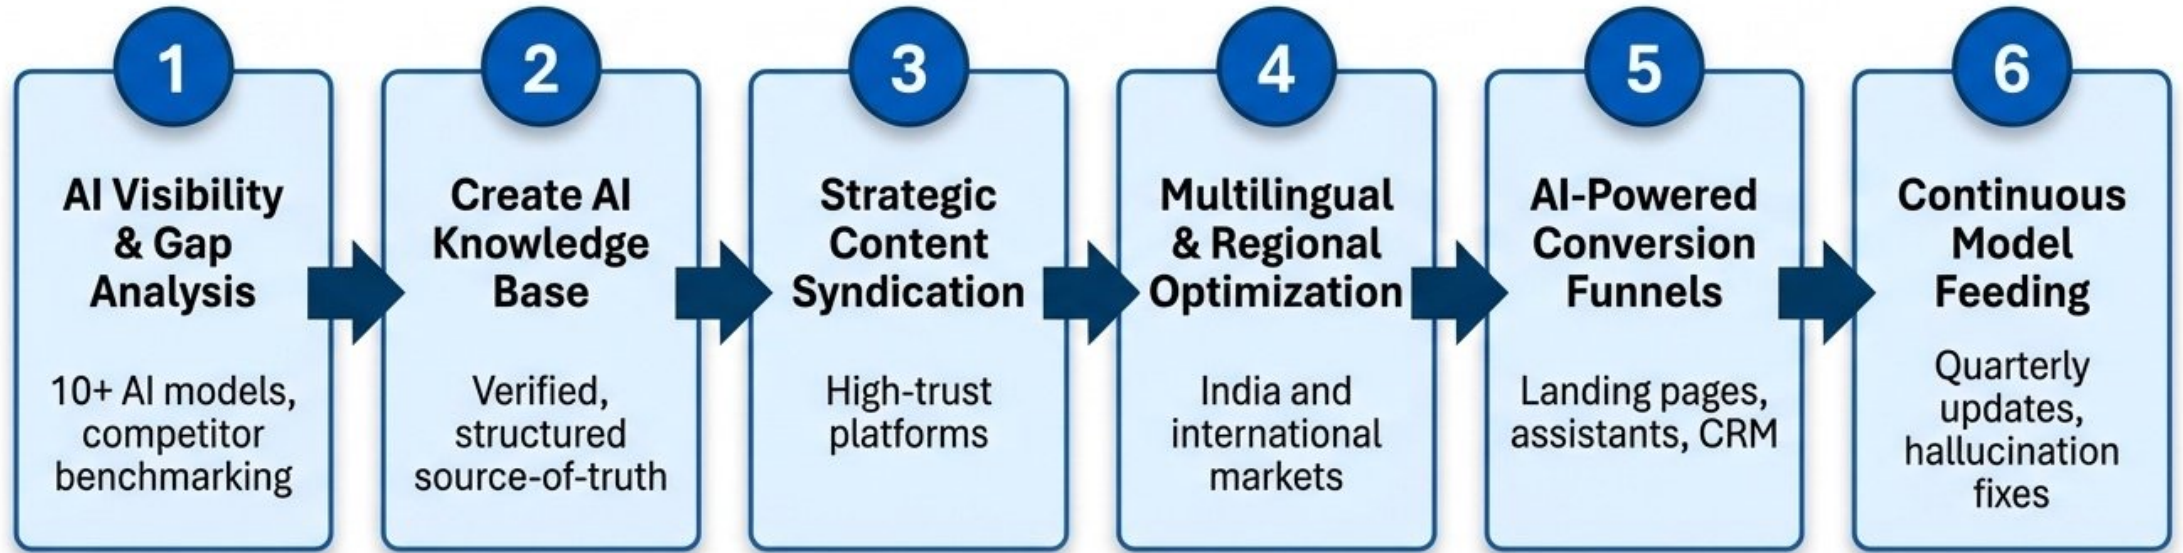 1
AI Visibility
& Gap
Analysis
10+ AI models,
competitor
benchmarking
2
Create AI
Knowledge
Base
Verified,
structured
source-of-truth
3
Strategic
Content
Syndication
High-trust
platforms
4
Multilingual
& Regional
Optimization
India and
international
markets
5
AI-Powered
Conversion
Funnels
Landing pages,
assistants, CRM
6
Continuous
Model
Feeding
Quarterly
updates,
hallucination
fixes